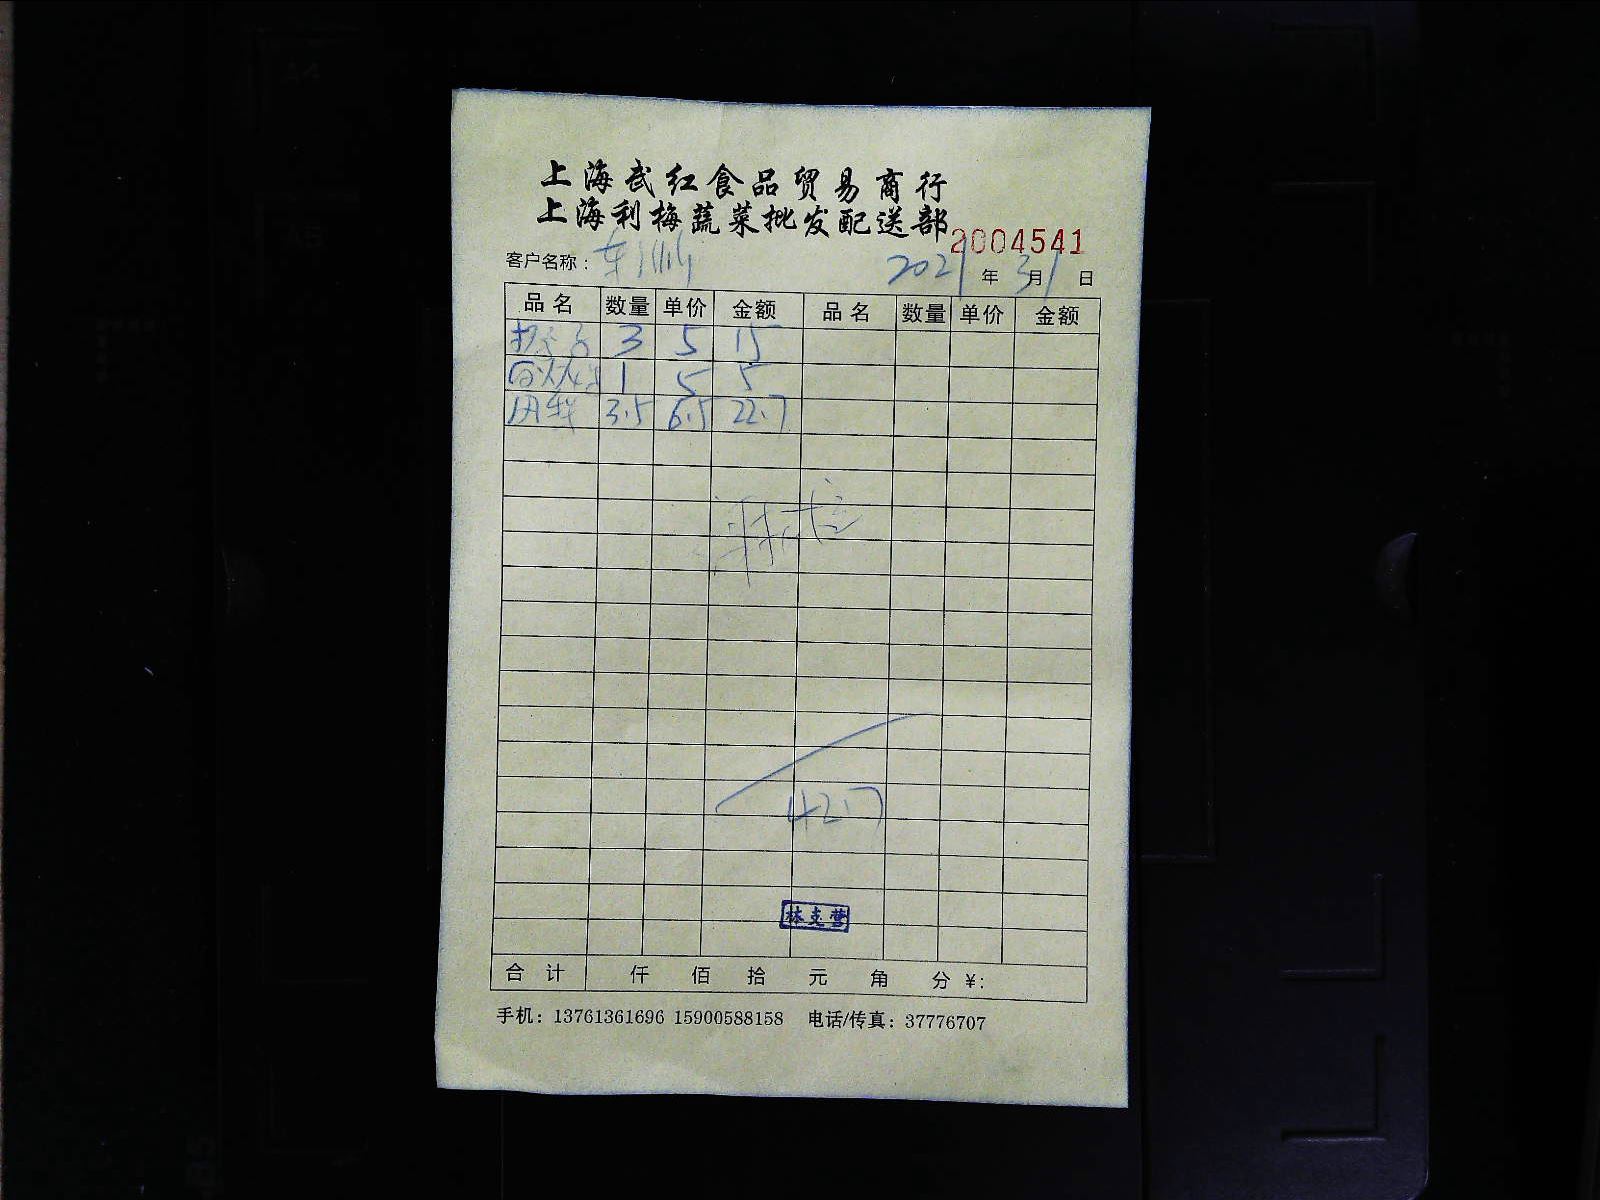 上海武红食品贸易商行
上海利梅蔬菜批发配送部
2004541
客户名称： 2021年3月1日
品名 数量 单价 金额 品名 数量 单价 金额
3 5 15
1 5 5
3.5 6.5 22.7
42.7
林支营
合计 仟 佰 拾 元 角 分 ¥:
手机：13761361696 15900588158 电话/传真：37776707